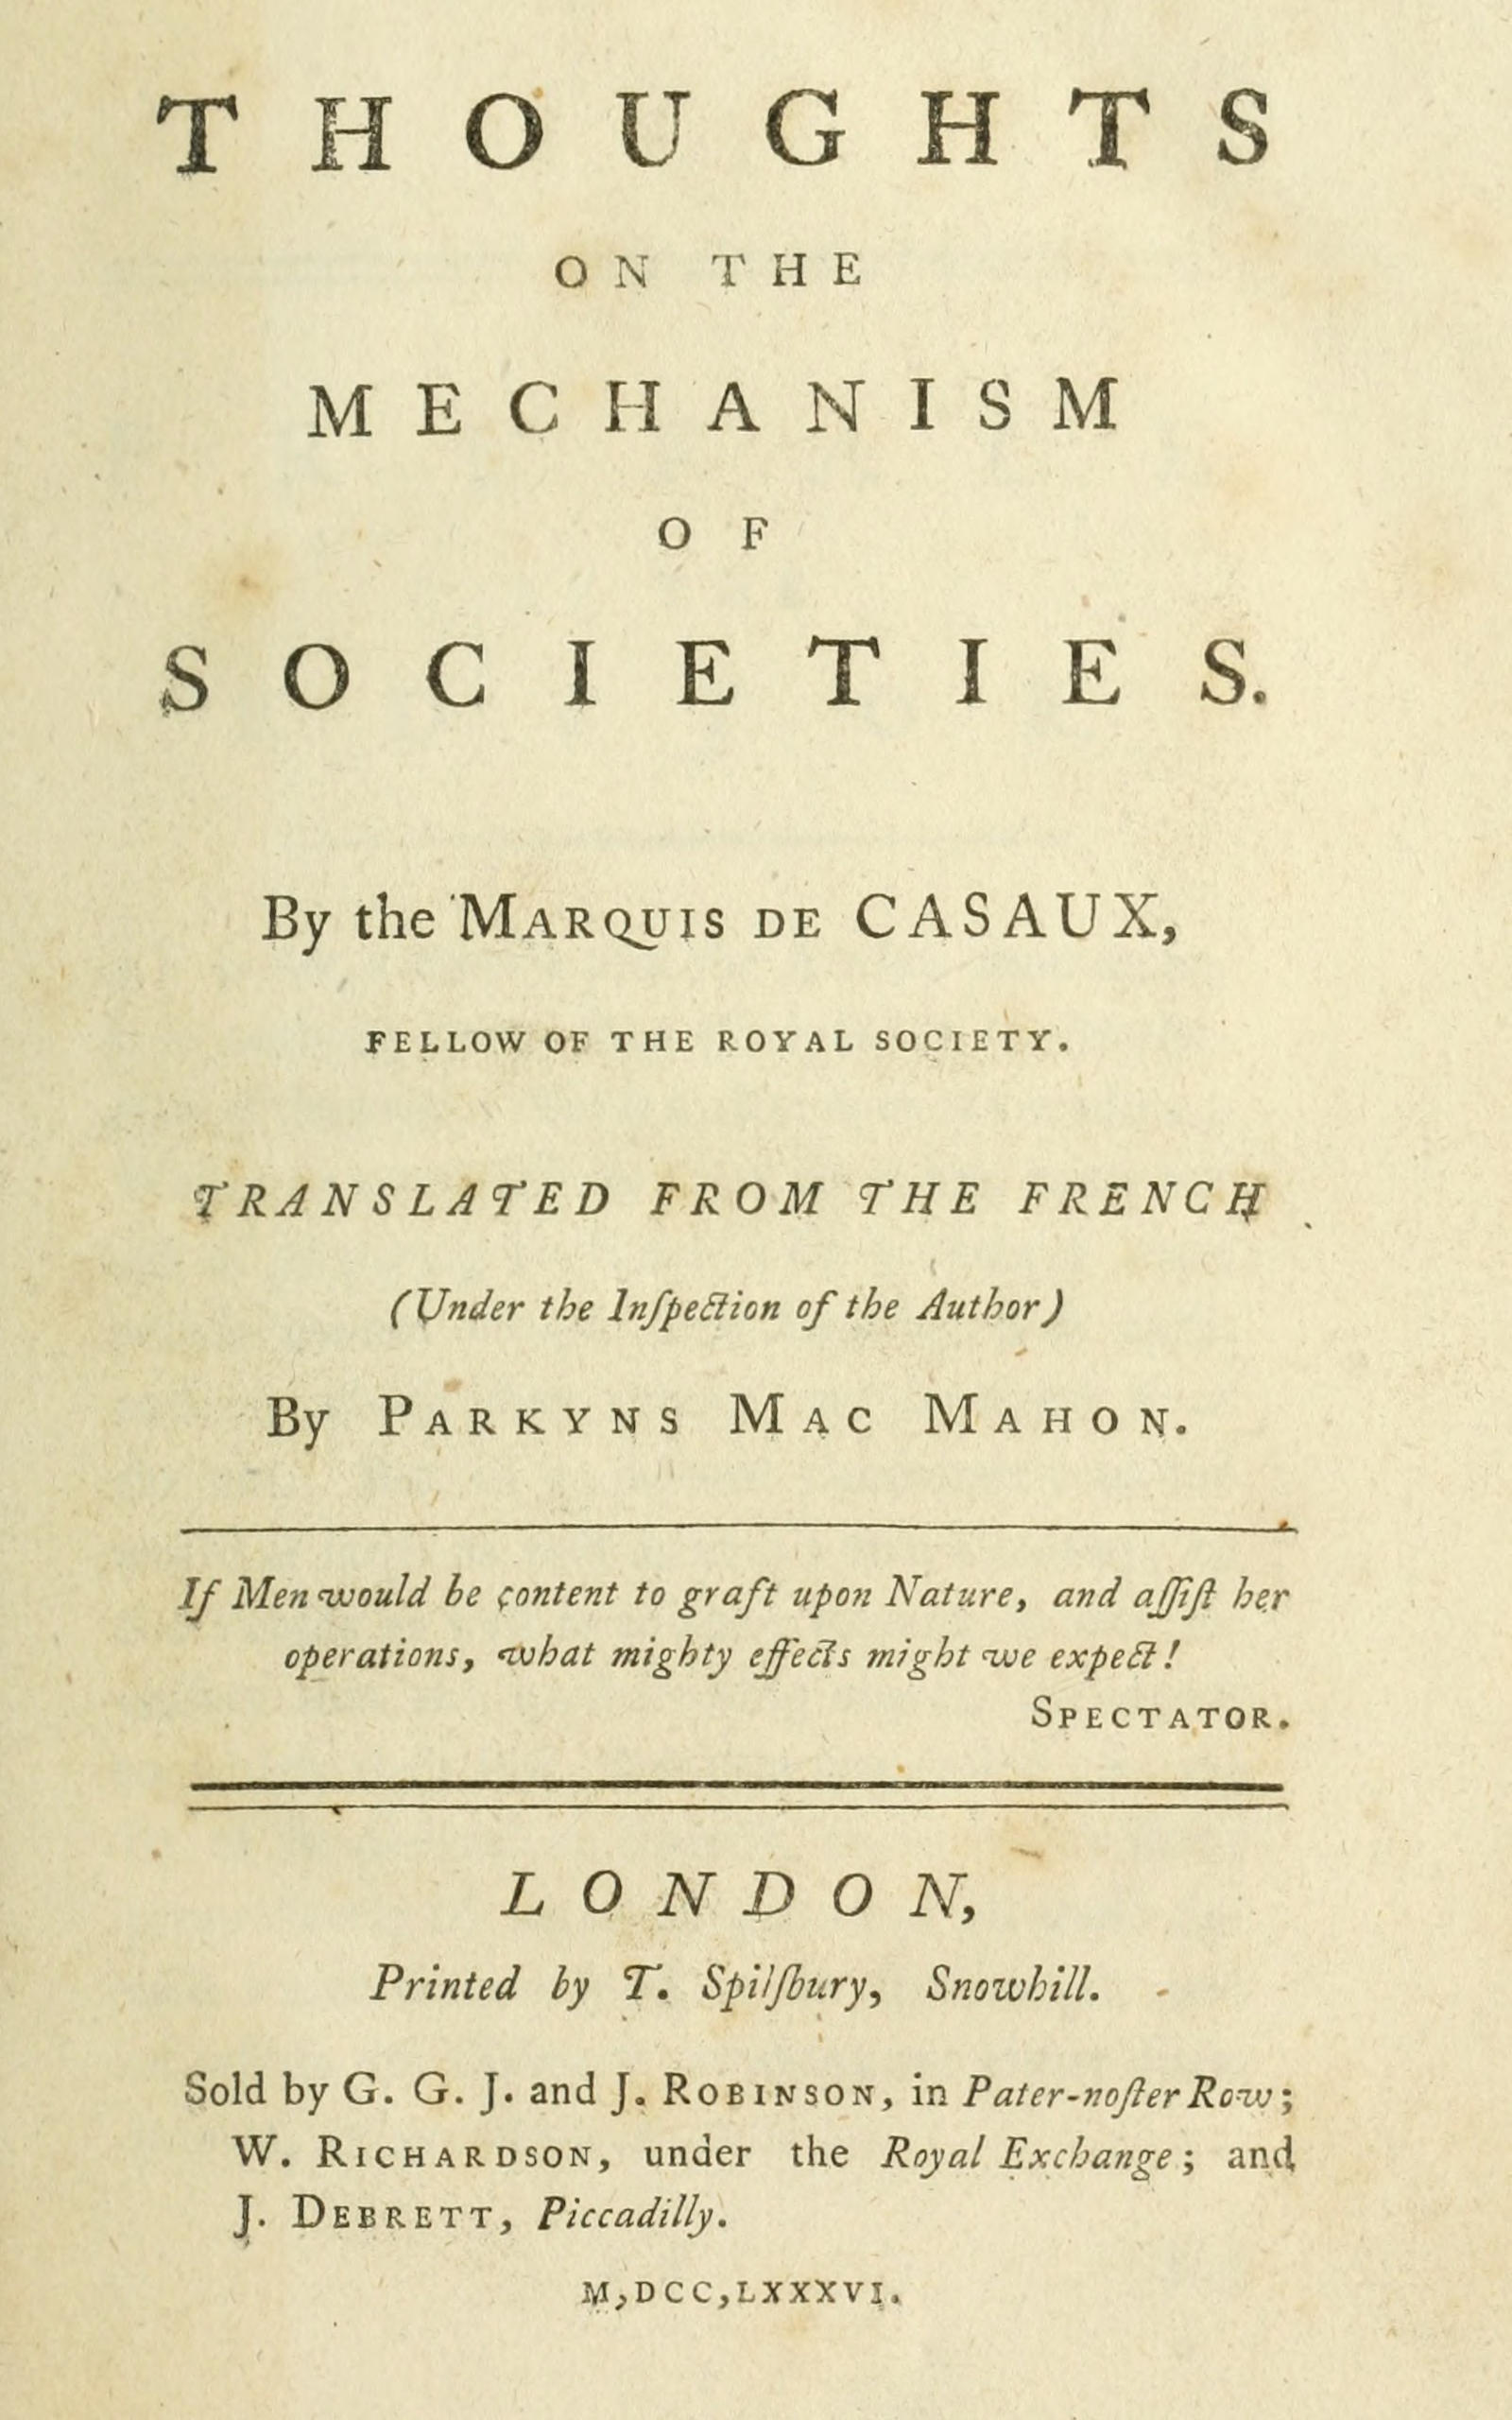 THOUGHTS
ON THE
MECHANISM
OF
SOCIETIES.
By the MARQUIS DE CASAUX,
FELLOW OF THE ROYAL SOCIETY.
TRANSLATED FROM THE FRENCH
(Under the Inſpection of the Author)
By PARKYNS MAC MAHON.
If Men would be content to graft upon Nature, and aſſiſt her
operations, what mighty effects might we expect!
SPECTATOR.
LONDON,
Printed by T. Spilſbury, Snowhill.
Sold by G. G. J. and J. ROBINSON, in Pater-noſter Row;
W. RICHARDSON, under the Royal Exchange; and
J. DEBRETT, Piccadilly.
M,DCC,LXXXVI.